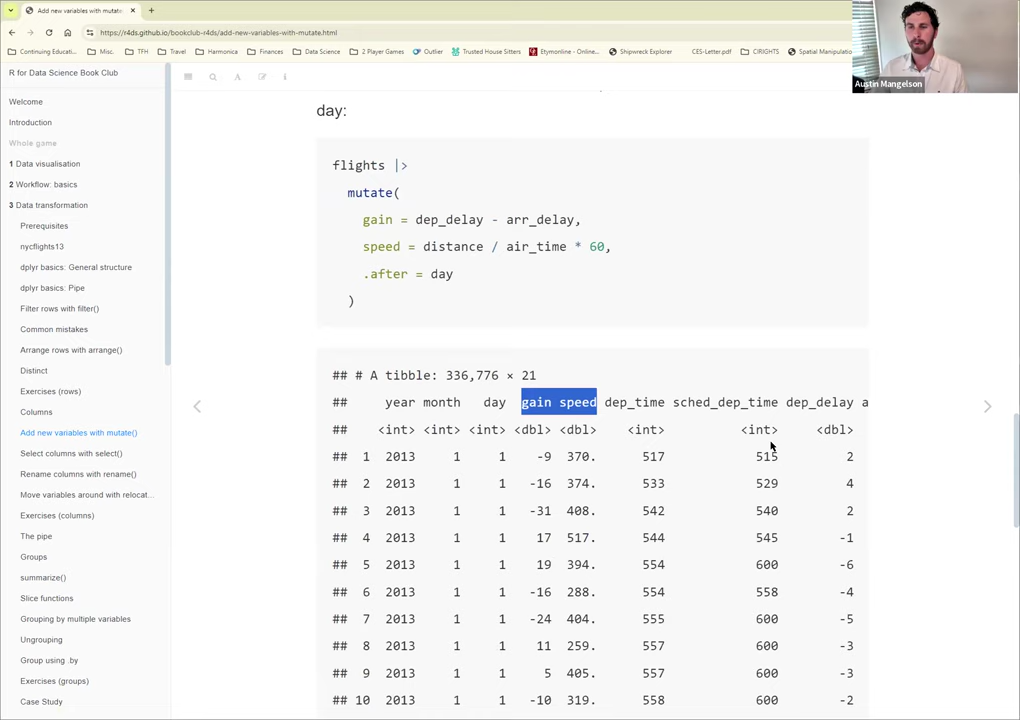 Add new variables with mutate
https://r4ds.github.io/bookclub-r4ds/add-new-variables-with-mutate.html
Continuing Educati... Misc. TFH Travel Harmonica Finances Data Science 2 Player Games Outlier Trusted House Sitters Etymonline - Online... Shipwreck Explorer CES-Letter.pdf CIRIGHTS Spatial Manipulatio
Austin Mangelson
R for Data Science Book Club
Welcome
Introduction
Whole game
1 Data visualisation
2 Workflow: basics
3 Data transformation
Prerequisites
nycflights13
dplyr basics: General structure
dplyr basics: Pipe
Filter rows with filter()
Common mistakes
Arrange rows with arrange()
Distinct
Exercises (rows)
Columns
Add new variables with mutate()
Select columns with select()
Rename columns with rename()
Move variables around with relocat...
Exercises (columns)
The pipe
Groups
summarize()
Slice functions
Grouping by multiple variables
Ungrouping
Group using .by
Exercises (groups)
Case Study
day:
flights |>
mutate(
gain = dep_delay - arr_delay,
speed = distance / air_time * 60,
.after = day
)
## # A tibble: 336,776 × 21
## year month day gain speed dep_time sched_dep_time dep_delay a
## <int> <int> <int> <dbl> <dbl> <int> <int> <dbl>
## 1 2013 1 1 -9 370. 517 515 2
## 2 2013 1 1 -16 374. 533 529 4
## 3 2013 1 1 -31 408. 542 540 2
## 4 2013 1 1 17 517. 544 545 -1
## 5 2013 1 1 19 394. 554 600 -6
## 6 2013 1 1 -16 288. 554 558 -4
## 7 2013 1 1 -24 404. 555 600 -5
## 8 2013 1 1 11 259. 557 600 -3
## 9 2013 1 1 5 405. 557 600 -3
## 10 2013 1 1 -10 319. 558 600 -2